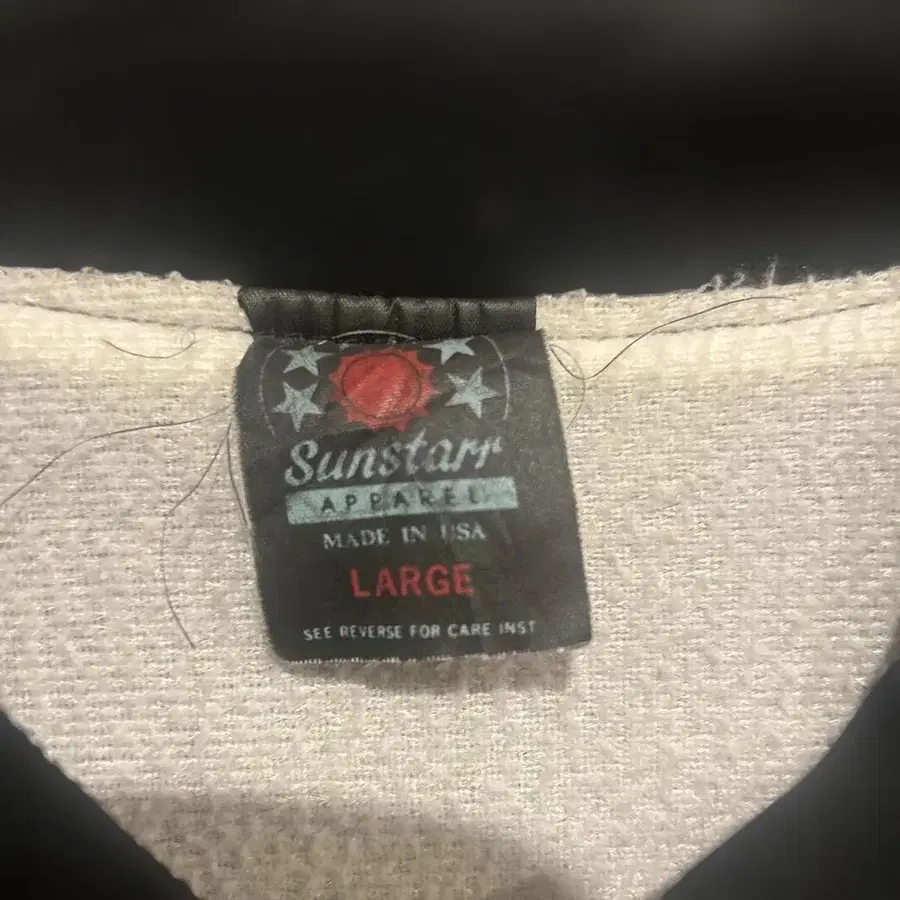 Sunstarr
APPAREL
MADE IN USA
LARGE
SEE REVERSE FOR CARE INST